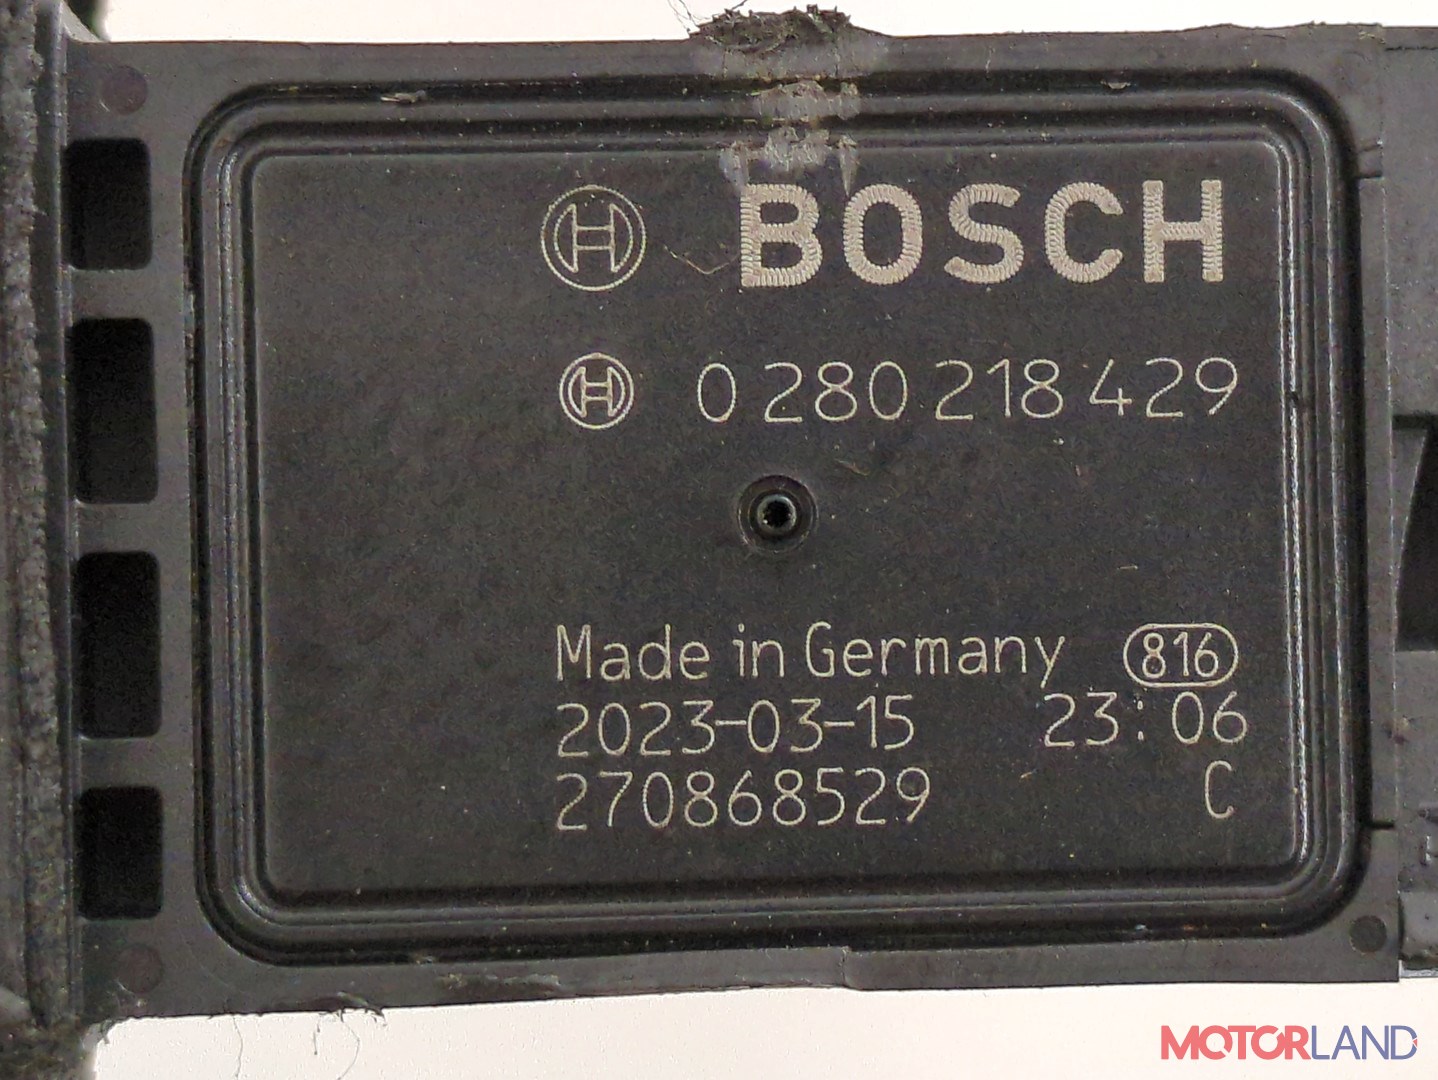 BOSCH
0 280 218 429
Made in Germany 816
2023-03-15 23:06
270868529 C
MOTORLAND